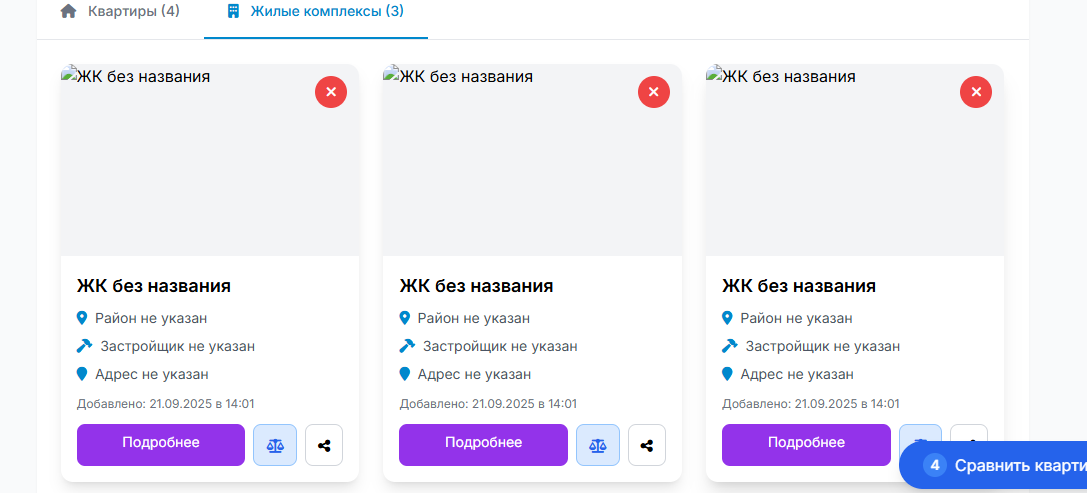 Квартиры (4) Жилые комплексы (3)
ЖК без названия ЖК без названия ЖК без названия
ЖК без названия ЖК без названия ЖК без названия
Район не указан Район не указан Район не указан
Застройщик не указан Застройщик не указан Застройщик не указан
Адрес не указан Адрес не указан Адрес не указан
Добавлено: 21.09.2025 в 14:01 Добавлено: 21.09.2025 в 14:01 Добавлено: 21.09.2025 в 14:01
Подробнее Подробнее Подробнее
4 Сравнить кварти